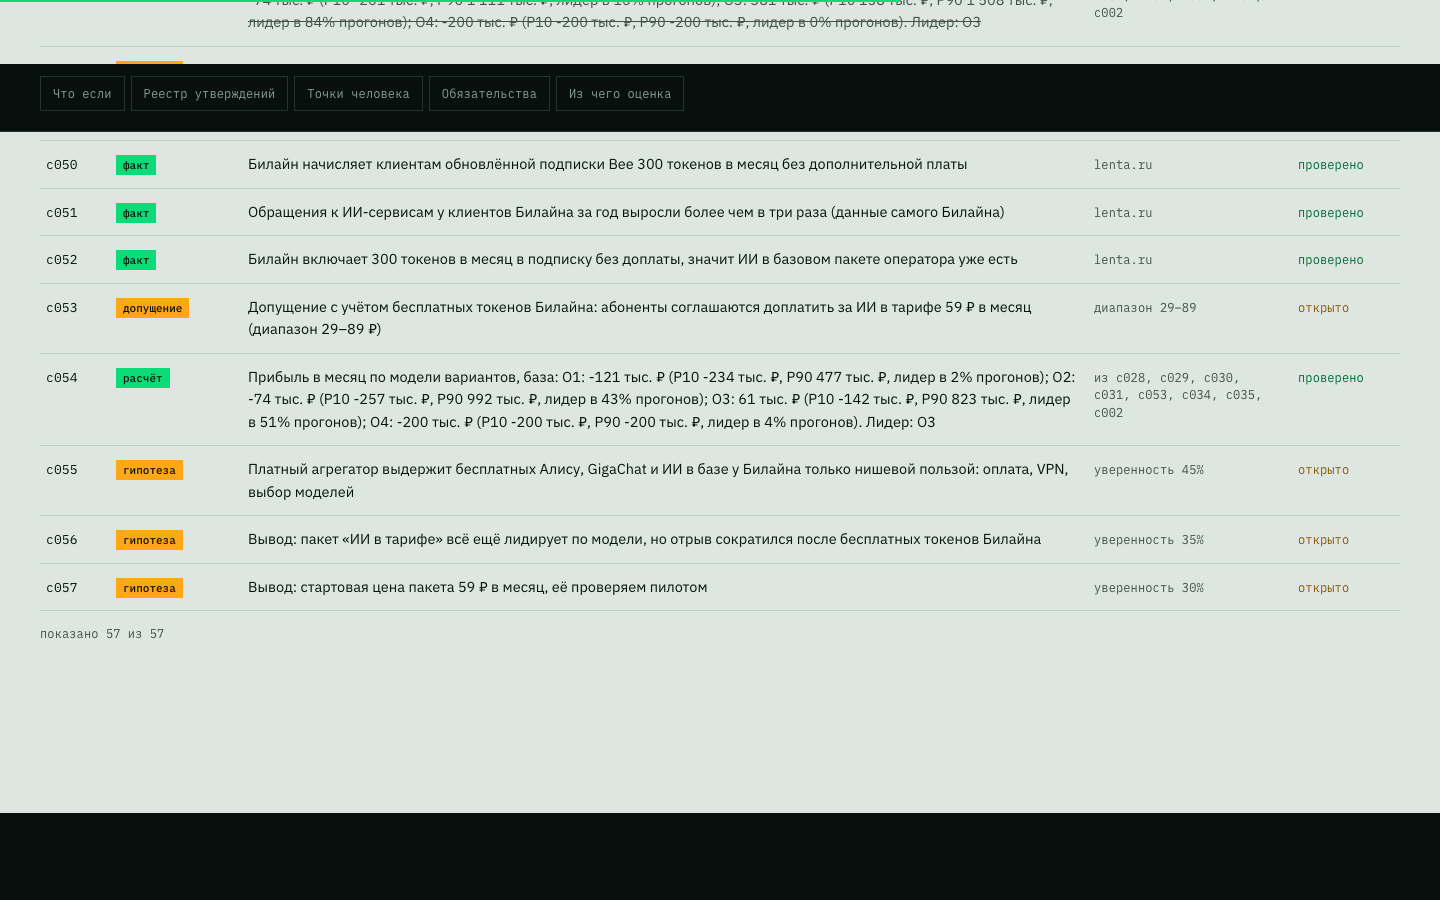 лидер в 84% прогонов); О4: -200 тыс. ₽ (P10 -200 тыс. ₽, P90 -200 тыс. ₽, лидер в 0% прогонов). Лидер: О3
c002
Что если
Реестр утверждений
Точки человека
Обязательства
Из чего оценка
c050 факт Билайн начисляет клиентам обновлённой подписки Bee 300 токенов в месяц без дополнительной платы lenta.ru проверено
c051 факт Обращения к ИИ-сервисам у клиентов Билайна за год выросли более чем в три раза (данные самого Билайна) lenta.ru проверено
c052 факт Билайн включает 300 токенов в месяц в подписку без доплаты, значит ИИ в базовом пакете оператора уже есть lenta.ru проверено
c053 допущение Допущение с учётом бесплатных токенов Билайна: абоненты соглашаются доплатить за ИИ в тарифе 59 ₽ в месяц диапазон 29–89 открыто
(диапазон 29–89 ₽)
c054 расчёт Прибыль в месяц по модели вариантов, база: О1: -121 тыс. ₽ (P10 -234 тыс. ₽, P90 477 тыс. ₽, лидер в 2% прогонов); О2: из c028, c029, c030, проверено
-74 тыс. ₽ (P10 -257 тыс. ₽, P90 992 тыс. ₽, лидер в 43% прогонов); О3: 61 тыс. ₽ (P10 -142 тыс. ₽, P90 823 тыс. ₽, лидер c031, c053, c034, c035,
в 51% прогонов); О4: -200 тыс. ₽ (P10 -200 тыс. ₽, P90 -200 тыс. ₽, лидер в 4% прогонов). Лидер: О3 c002
c055 гипотеза Платный агрегатор выдержит бесплатных Алису, GigaChat и ИИ в базе у Билайна только нишевой пользой: оплата, VPN, уверенность 45% открыто
выбор моделей
c056 гипотеза Вывод: пакет «ИИ в тарифе» всё ещё лидирует по модели, но отрыв сократился после бесплатных токенов Билайна уверенность 35% открыто
c057 гипотеза Вывод: стартовая цена пакета 59 ₽ в месяц, её проверяем пилотом уверенность 30% открыто
показано 57 из 57